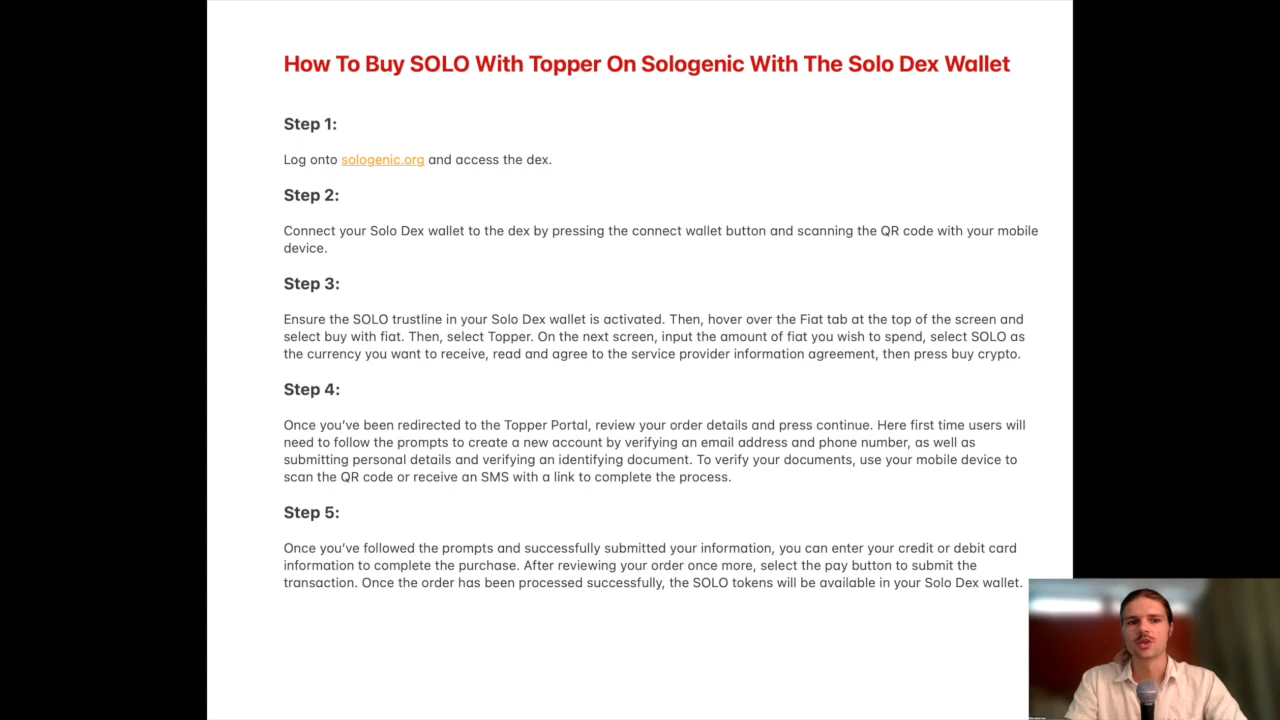 How To Buy SOLO With Topper On Sologenic With The Solo Dex Wallet
Step 1:
Log onto sologenic.org and access the dex.
Step 2:
Connect your Solo Dex wallet to the dex by pressing the connect wallet button and scanning the QR code with your mobile
device.
Step 3:
Ensure the SOLO trustline in your Solo Dex wallet is activated. Then, hover over the Fiat tab at the top of the screen and
select buy with fiat. Then, select Topper. On the next screen, input the amount of fiat you wish to spend, select SOLO as
the currency you want to receive, read and agree to the service provider information agreement, then press buy crypto.
Step 4:
Once you’ve been redirected to the Topper Portal, review your order details and press continue. Here first time users will
need to follow the prompts to create a new account by verifying an email address and phone number, as well as
submitting personal details and verifying an identifying document. To verify your documents, use your mobile device to
scan the QR code or receive an SMS with a link to complete the process.
Step 5:
Once you’ve followed the prompts and successfully submitted your information, you can enter your credit or debit card
information to complete the purchase. After reviewing your order once more, select the pay button to submit the
transaction. Once the order has been processed successfully, the SOLO tokens will be available in your Solo Dex wallet.